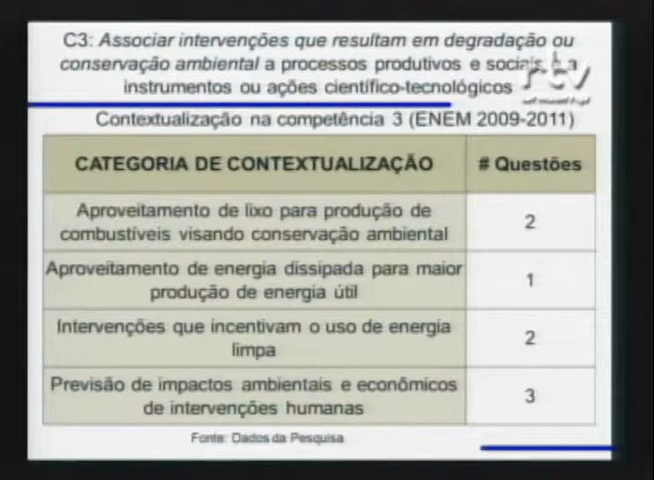 C3: Associar intervenções que resultam em degradação ou
conservação ambiental a processos produtivos e sociais
instrumentos ou ações científico-tecnológicos
Contextualização na competência 3 (ENEM 2009-2011)
CATEGORIA DE CONTEXTUALIZAÇÃO # Questões
Aproveitamento de lixo para produção de
combustíveis visando conservação ambiental
2
Aproveitamento de energia dissipada para maior
produção de energia útil
1
Intervenções que incentivam o uso de energia
limpa
2
Previsão de impactos ambientais e econômicos
de intervenções humanas
3
Fonte: Dados da Pesquisa